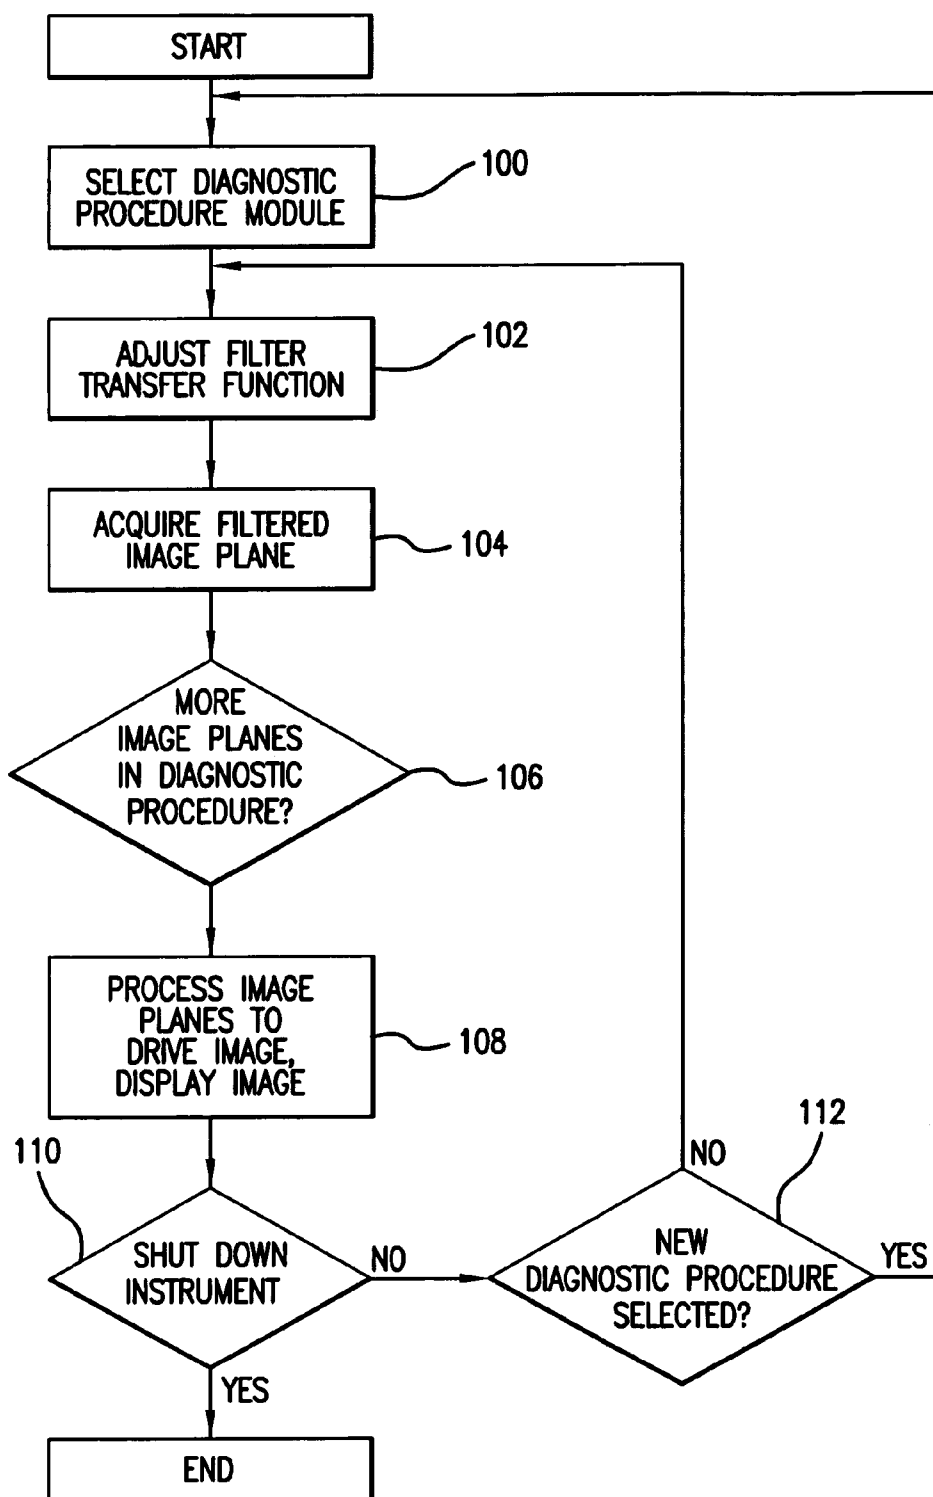 START
100
SELECT DIAGNOSTIC
PROCEDURE MODULE
102
ADJUST FILTER
TRANSFER FUNCTION
ACQUIRE FILTERED
IMAGE PLANE
104
MORE
IMAGE PLANES
IN DIAGNOSTIC
PROCEDURE?
106
PROCESS IMAGE
PLANES TO
DRIVE IMAGE,
DISPLAY IMAGE
108
110
SHUT DOWN
INSTRUMENT
NO
YES
112
NO
NEW
DIAGNOSTIC PROCEDURE
SELECTED?
YES
END